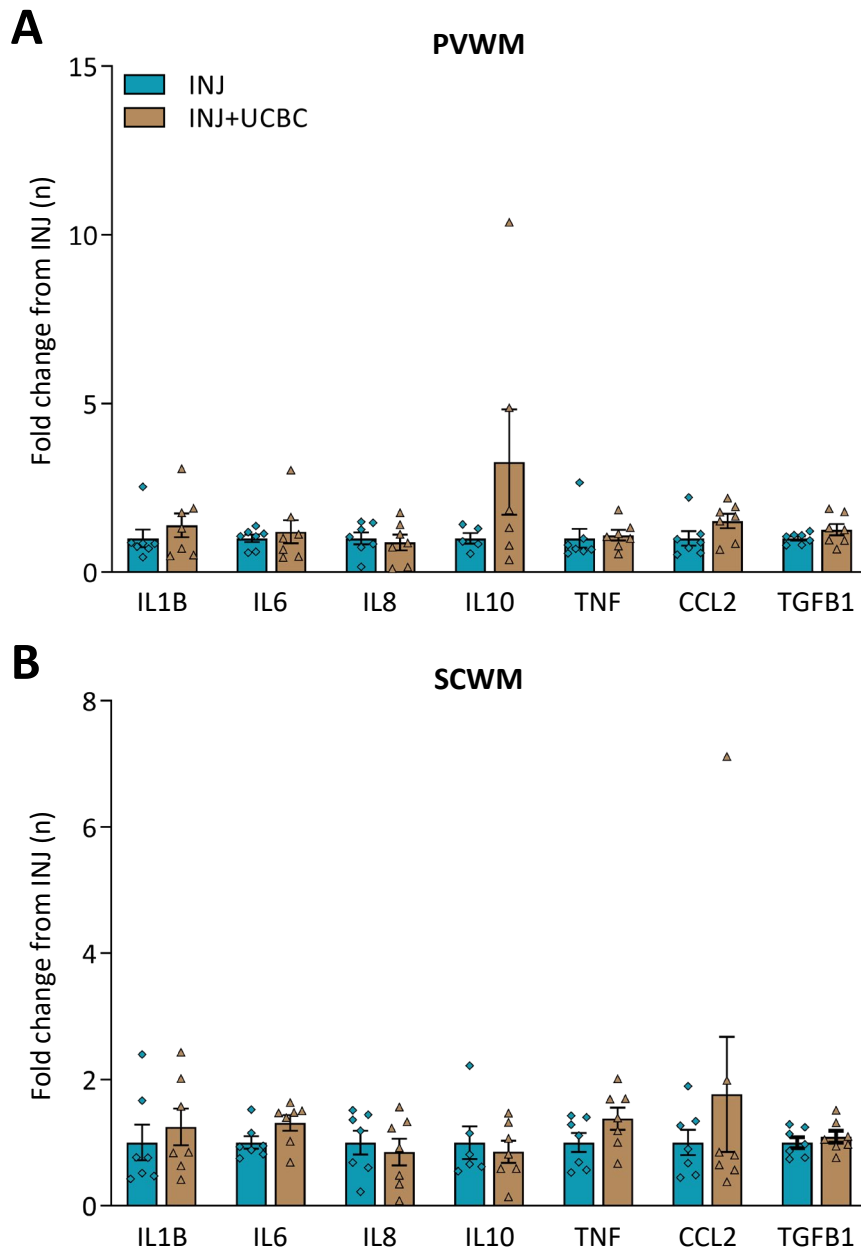 A
PVWM
INJ
INJ+UCBC
Fold change from INJ (n)
15
10
5
0
IL1B IL6 IL8 IL10 TNF CCL2 TGFB1
B
SCWM
Fold change from INJ (n)
8
6
4
2
0
IL1B IL6 IL8 IL10 TNF CCL2 TGFB1